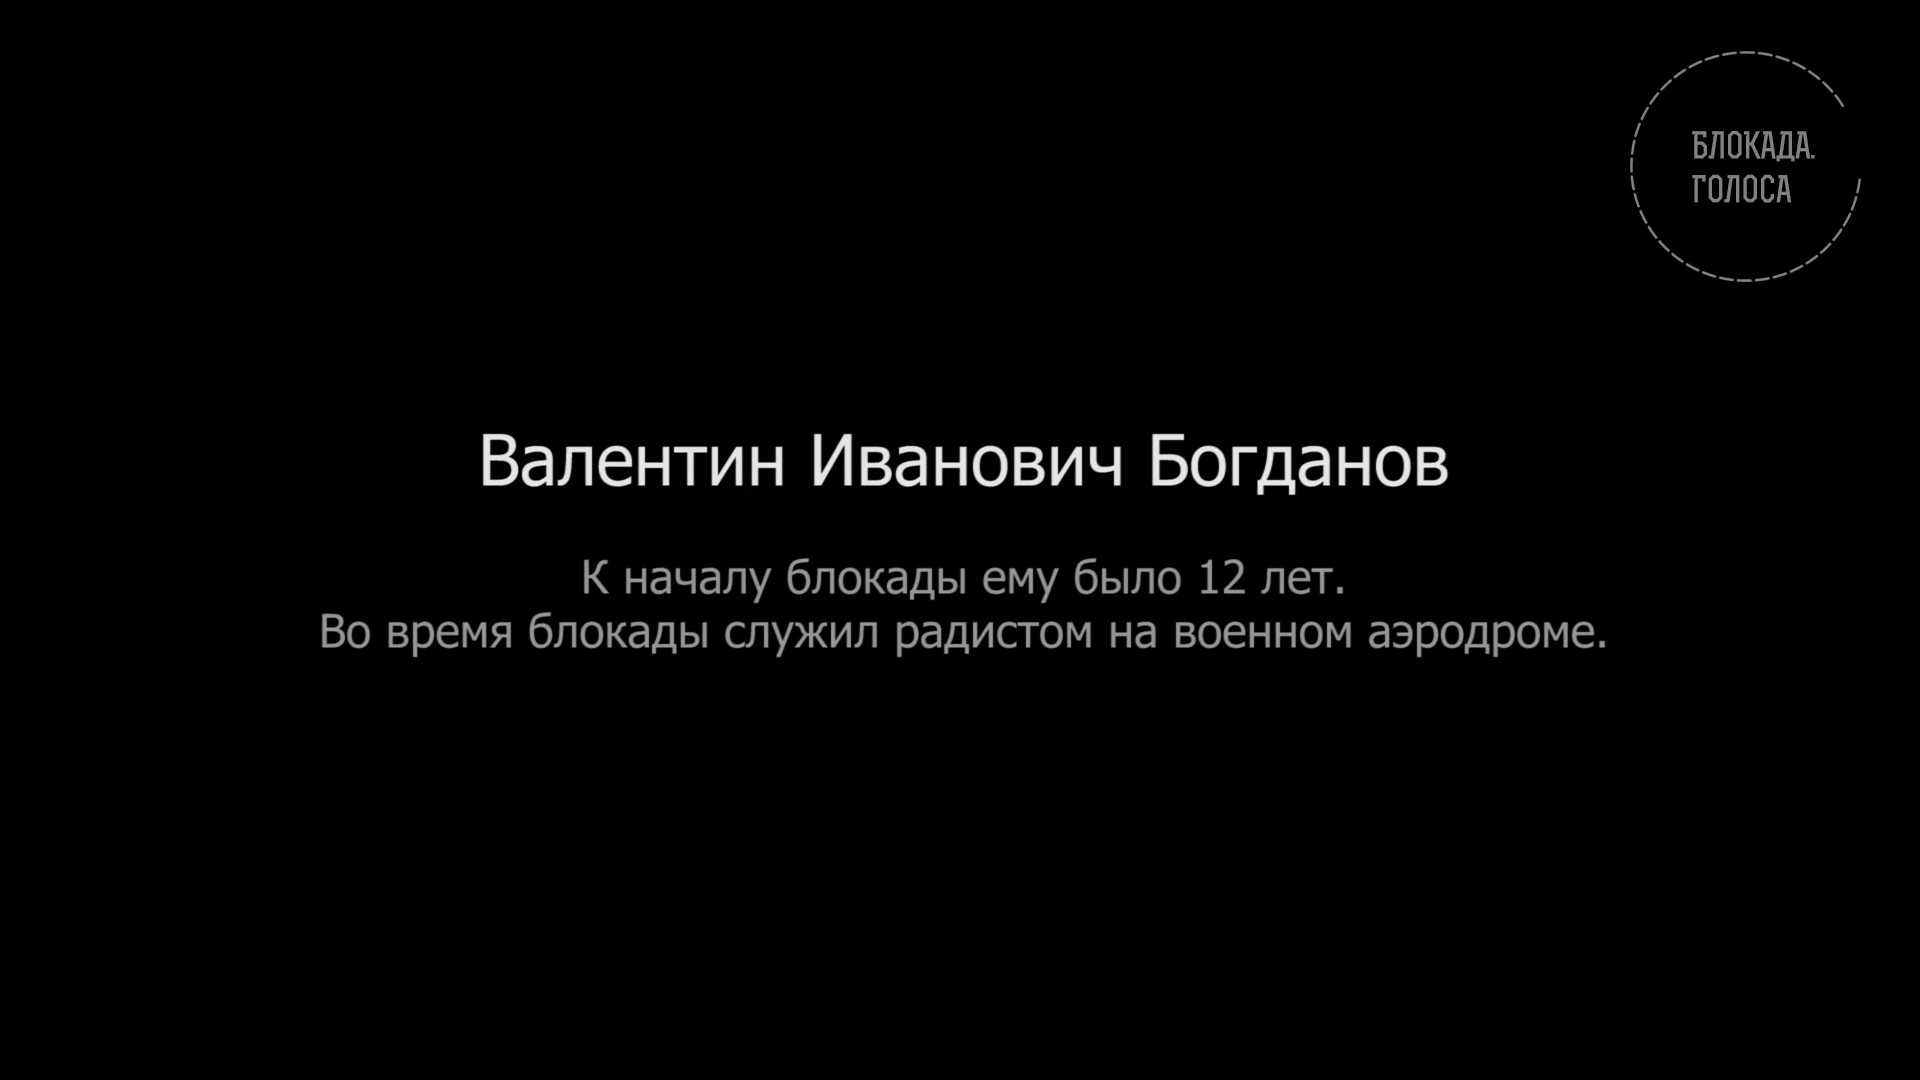 БЛОКАДА.
ГОЛОСА
Валентин Иванович Богданов
К началу блокады ему было 12 лет.
Во время блокады служил радистом на военном аэродроме.